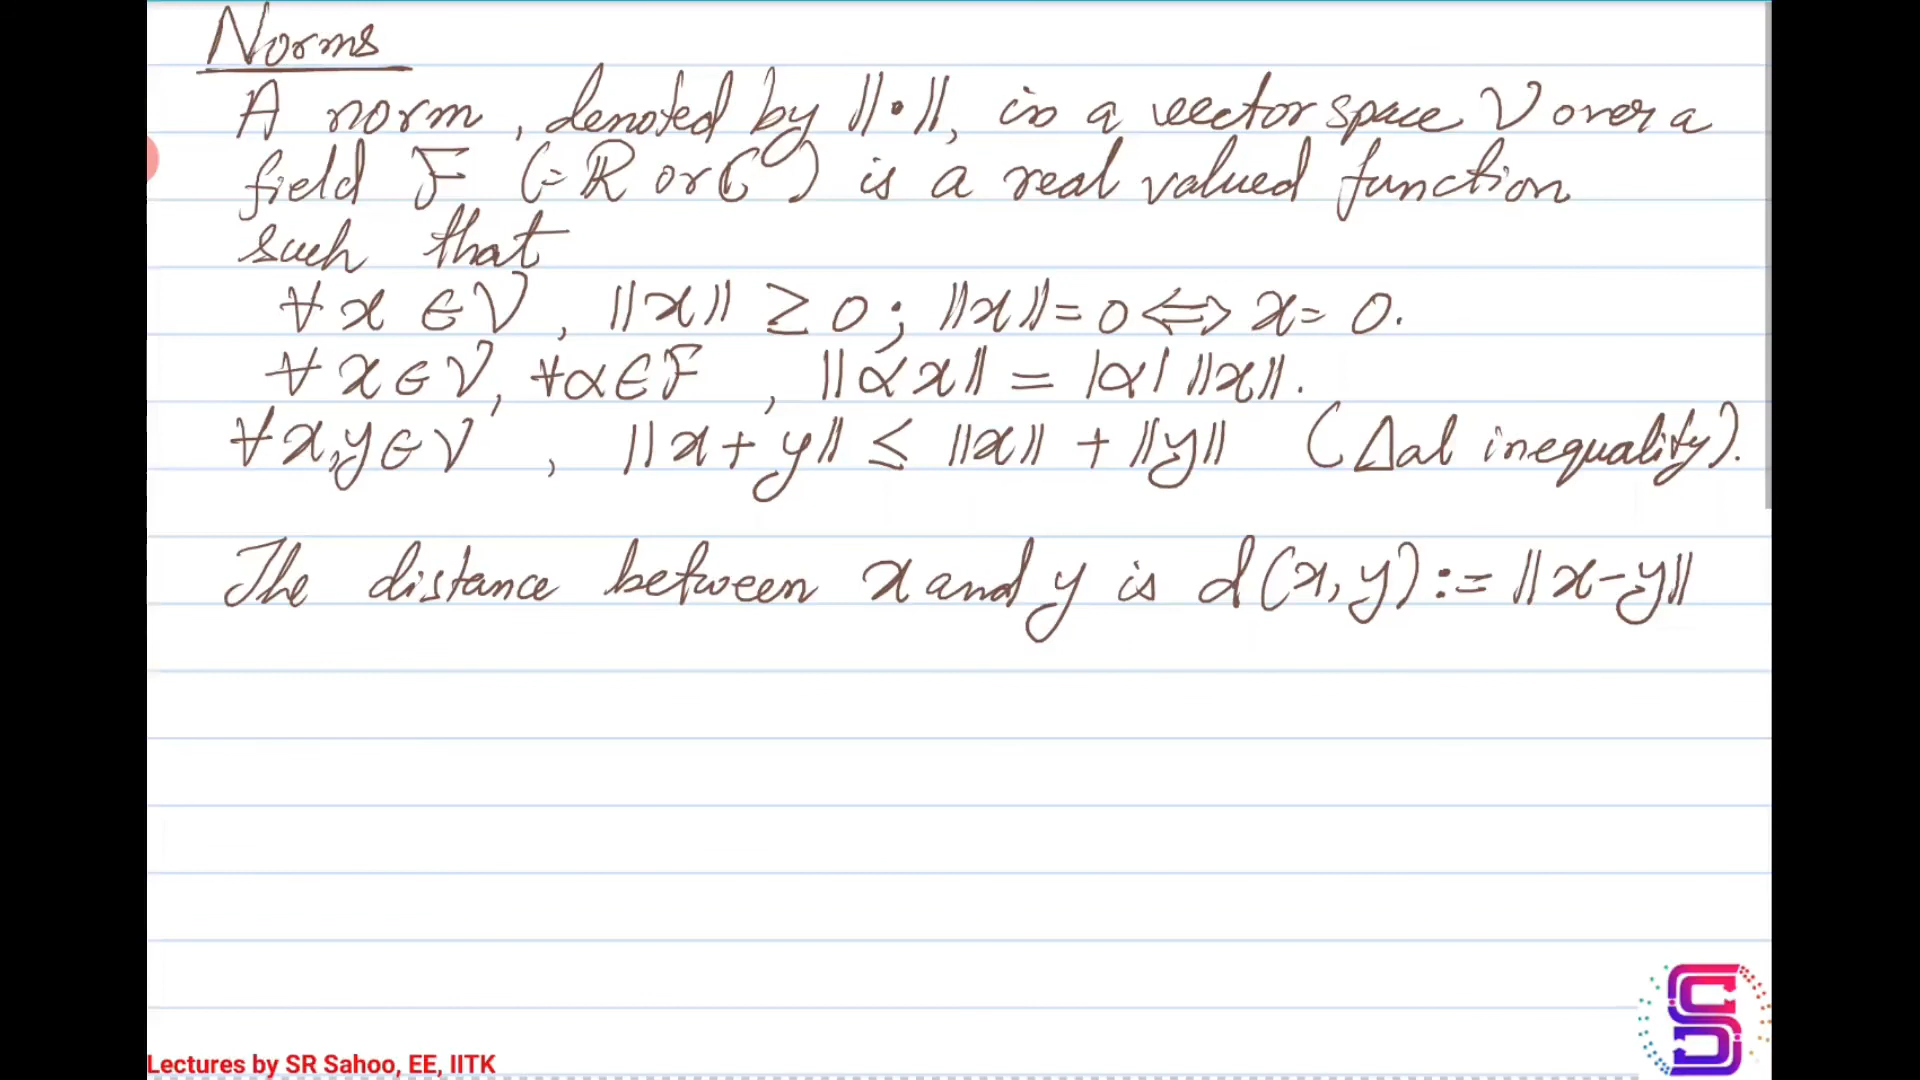 Norms
A norm, denoted by ||·||, in a vector space V over a
field F (= R or C) is a real valued function
such that
∀ x ∈ V, ||x|| ≥ 0; ||x|| = 0 ⇔ x = 0.
∀ x ∈ V, ∀ α ∈ F, ||αx|| = |α| ||x||.
∀ x, y ∈ V, ||x + y|| ≤ ||x|| + ||y|| (Δal inequality).
The distance between x and y is d(x, y) := ||x-y||
Lectures by SR Sahoo, EE, IITK